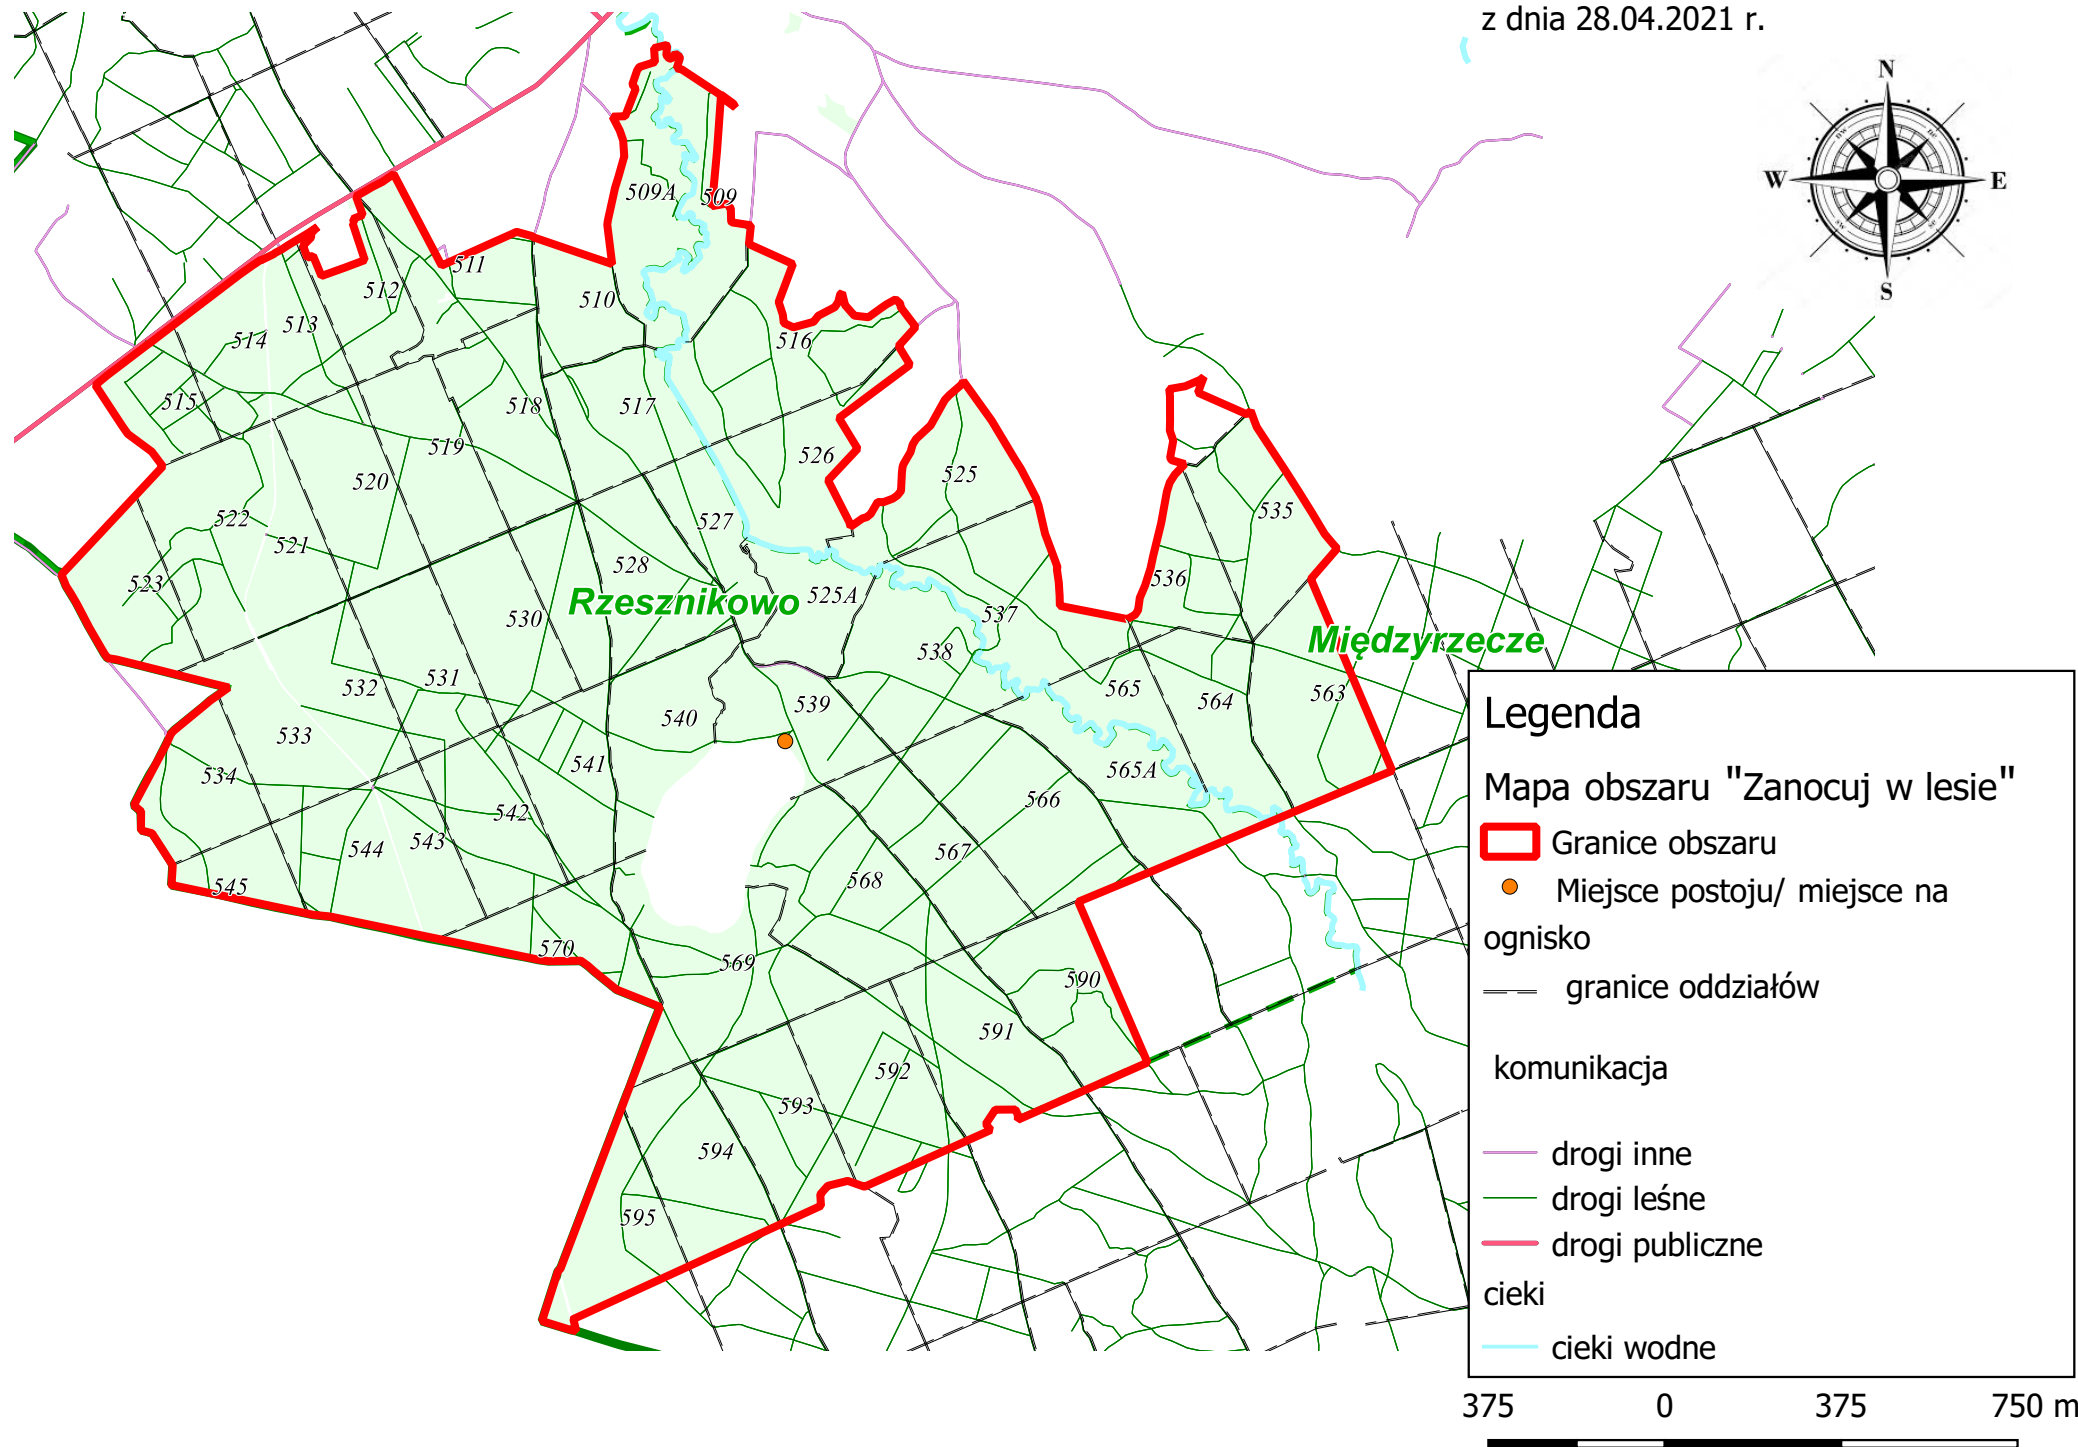 z dnia 28.04.2021 r.
N
W
E
S
nw
ne
sw
se
509A
509
511
512
510
513
514
516
515
518
517
519
526
525
520
522
527
535
521
528
536
523
525A
Rzesznikowo
530
537
Międzyrzecze
538
531
532
565
564
563
539
540
533
534
541
565A
566
542
543
544
567
568
545
570
569
590
591
592
593
594
595
Legenda
Mapa obszaru "Zanocuj w lesie"
Granice obszaru
Miejsce postoju/ miejsce na
ognisko
granice oddziałów
komunikacja
drogi inne
drogi leśne
drogi publiczne
cieki
cieki wodne
375 0 375 750 m